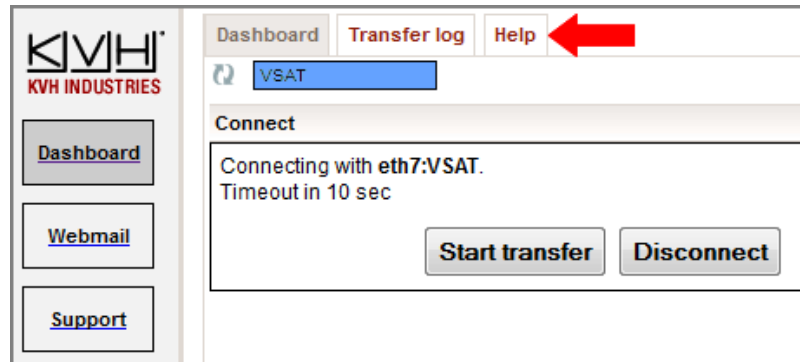 KVH
KVH INDUSTRIES
Dashboard
Webmail
Support
Dashboard Transfer log Help
VSAT
Connect
Connecting with eth7:VSAT.
Timeout in 10 sec
Start transfer Disconnect